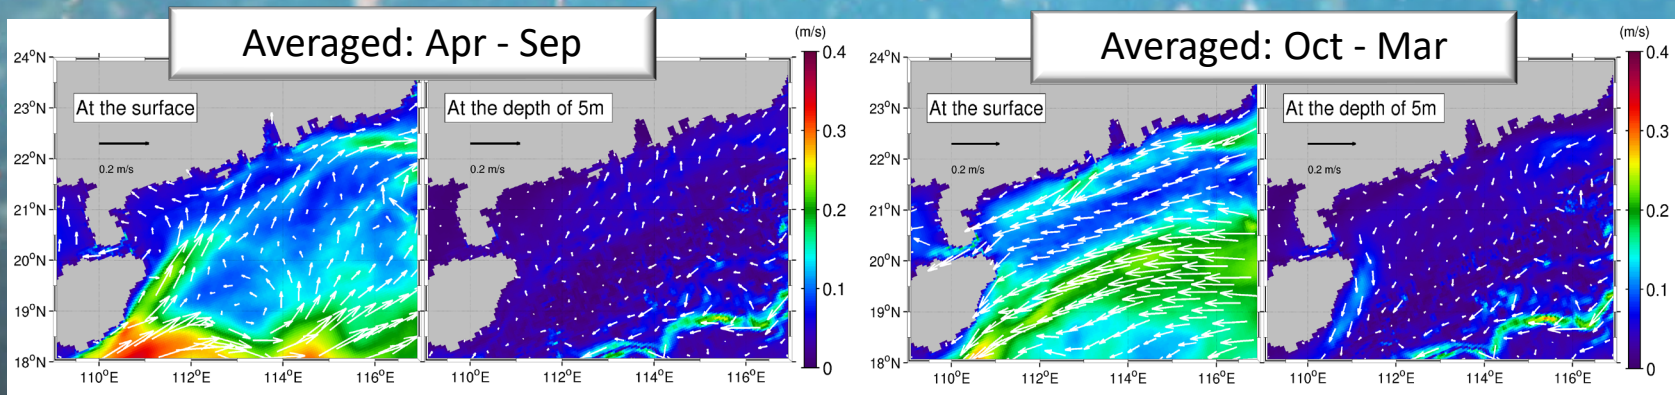 Averaged: Apr - Sep
Averaged: Oct - Mar
(m/s)
(m/s)
24°N
23°N
22°N
21°N
20°N
19°N
18°N
At the surface
0.2 m/s
At the depth of 5m
0.2 m/s
0.4
0.3
0.2
0.1
0
110°E 112°E 114°E 116°E
110°E 112°E 114°E 116°E
24°N
23°N
22°N
21°N
20°N
19°N
18°N
At the surface
0.2 m/s
At the depth of 5m
0.2 m/s
0.4
0.3
0.2
0.1
0
110°E 112°E 114°E 116°E
110°E 112°E 114°E 116°E